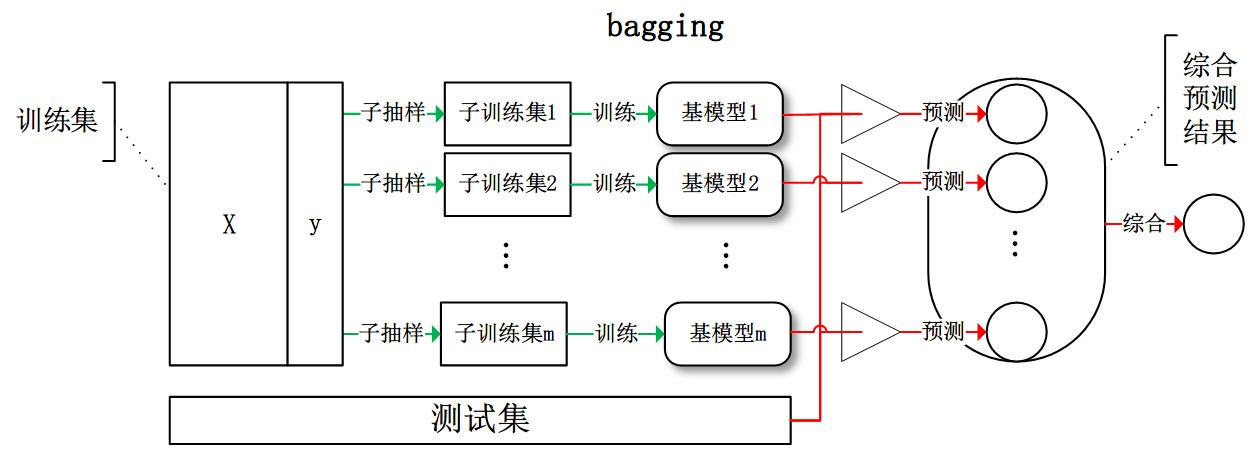 bagging
训练集
X
y
子抽样
子训练集1
训练
基模型1
预测
子抽样
子训练集2
训练
基模型2
预测
子抽样
子训练集m
训练
基模型m
预测
综合
预测
结果
综合
测试集